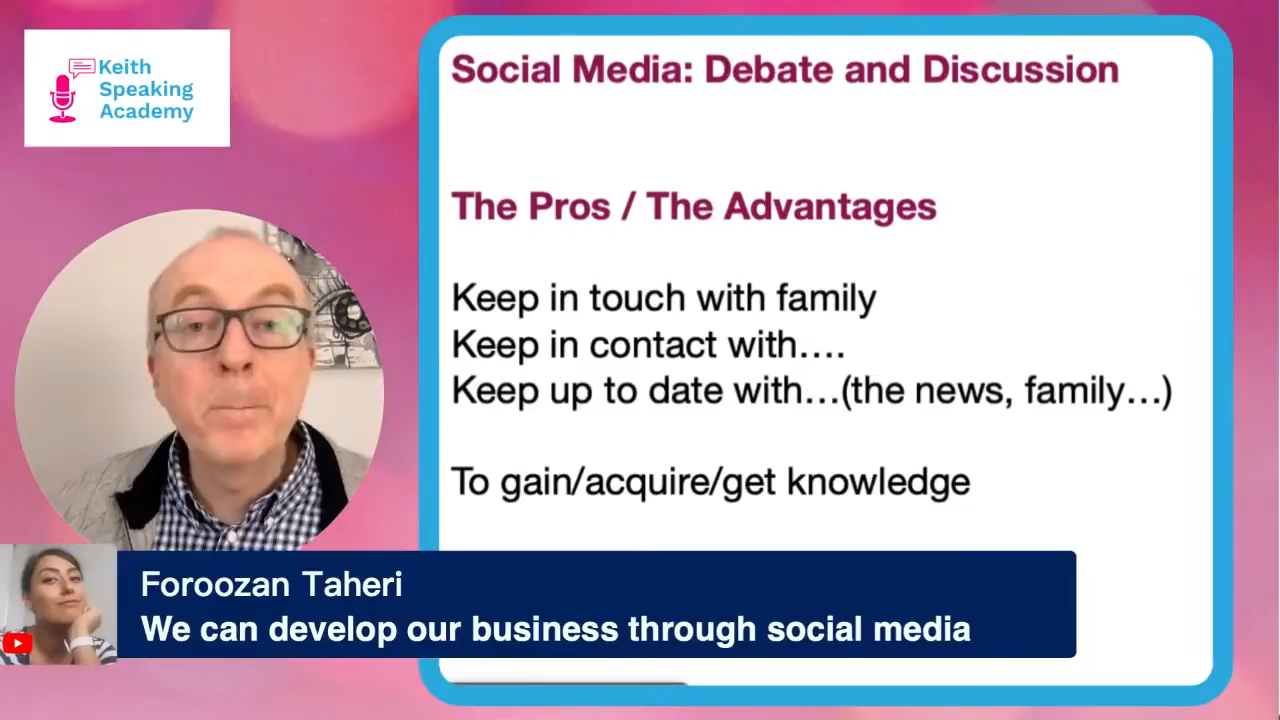 Keith
Speaking
Academy
Social Media: Debate and Discussion
The Pros / The Advantages
Keep in touch with family
Keep in contact with....
Keep up to date with...(the news, family...)
To gain/acquire/get knowledge
Foroozan Taheri
We can develop our business through social media